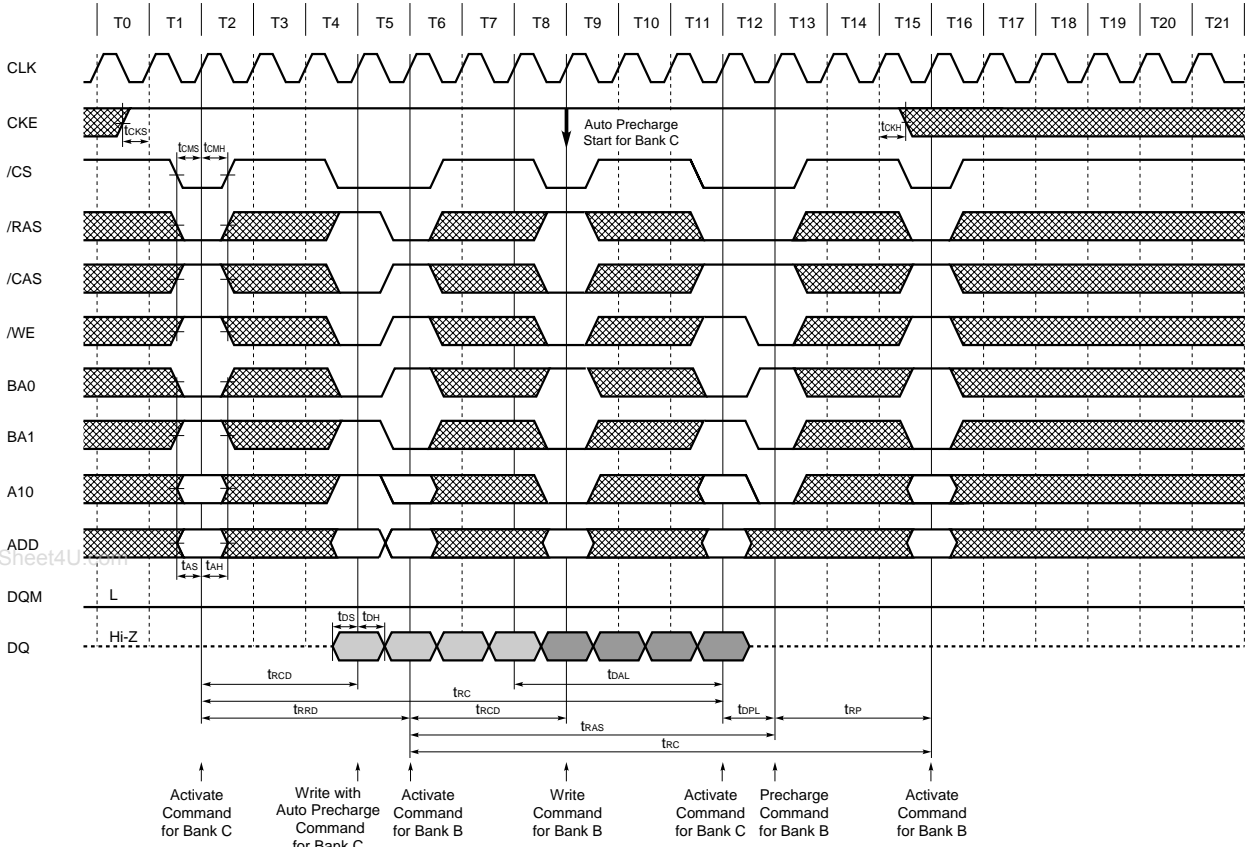 T0 T1 T2 T3 T4 T5 T6 T7 T8 T9 T10 T11 T12 T13 T14 T15 T16 T17 T18 T19 T20 T21
CLK
CKE
tCKS
Auto Precharge
Start for Bank C
tCKH
tCMS tCMH
/CS
/RAS
/CAS
/WE
BA0
BA1
A10
ADD
Sheet4U.com
tAS tAH
DQM L
tDS tDH
DQ Hi-Z
tRCD tDAL
tRC
tRRD tRCD tDPL tRP
tRAS
tRC
Activate
Command
for Bank C
Write with
Auto Precharge
Command
for Bank C
Activate
Command
for Bank B
Write
Command
for Bank B
Activate
Command
for Bank C
Precharge
Command
for Bank B
Activate
Command
for Bank B